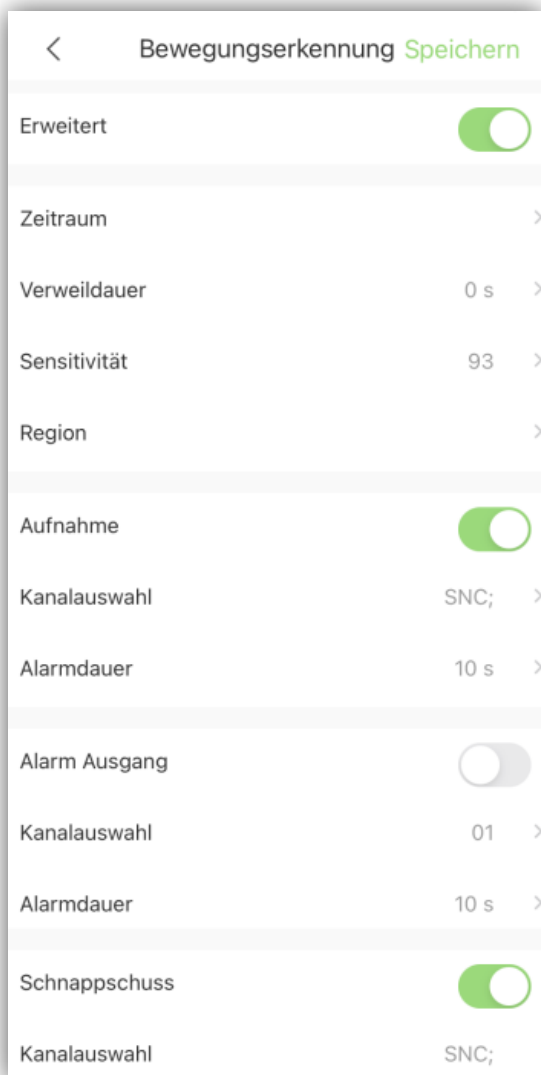 Bewegungserkennung Speichern
Erweitert
Zeitraum
Verweildauer 0 s
Sensitivität 93
Region
Aufnahme
Kanalauswahl SNC;
Alarmdauer 10 s
Alarm Ausgang
Kanalauswahl 01
Alarmdauer 10 s
Schnappschuss
Kanalauswahl SNC;